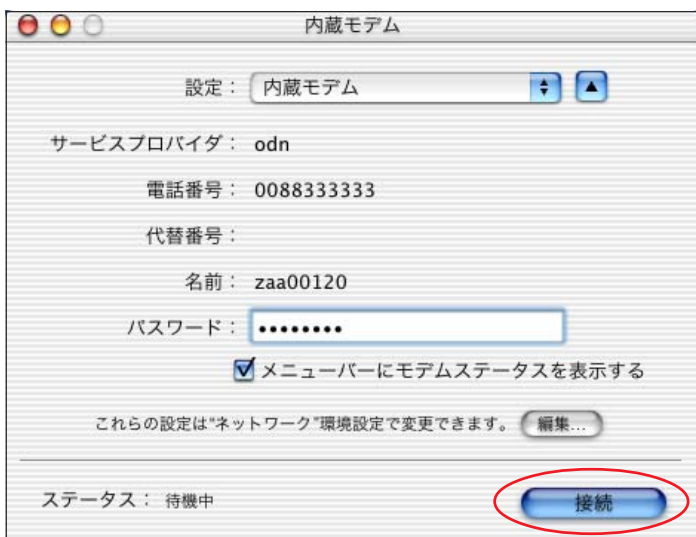 内蔵モデム
設定： 内蔵モデム
サービスプロバイダ： odn
電話番号： 0088333333
代替番号：
名前： zaa00120
パスワード： ••••••••
メニューバーにモデムステータスを表示する
これらの設定は“ネットワーク”環境設定で変更できます。 編集...
ステータス： 待機中 接続